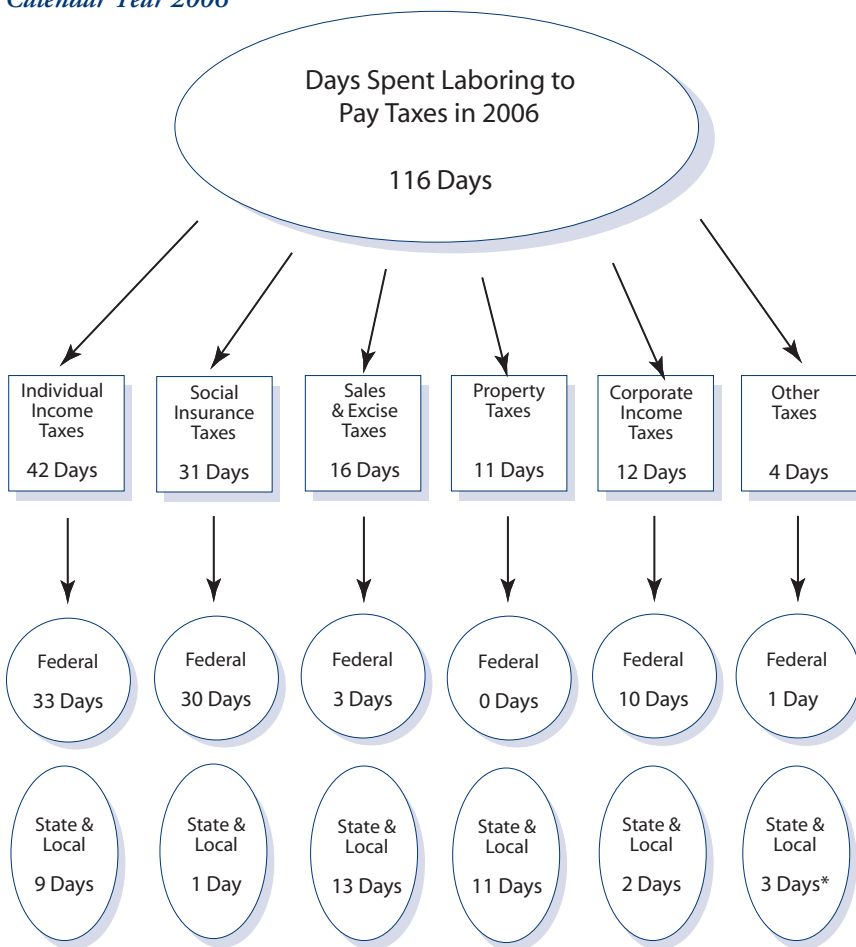 Calendar Year 2006
Days Spent Laboring to
Pay Taxes in 2006
116 Days
Individual
Income
Taxes
42 Days
Social
Insurance
Taxes
31 Days
Sales
& Excise
Taxes
16 Days
Property
Taxes
11 Days
Corporate
Income
Taxes
12 Days
Other
Taxes
4 Days
Federal
33 Days
Federal
30 Days
Federal
3 Days
Federal
0 Days
Federal
10 Days
Federal
1 Day
State &
Local
9 Days
State &
Local
1 Day
State &
Local
13 Days
State &
Local
11 Days
State &
Local
2 Days
State &
Local
3 Days*